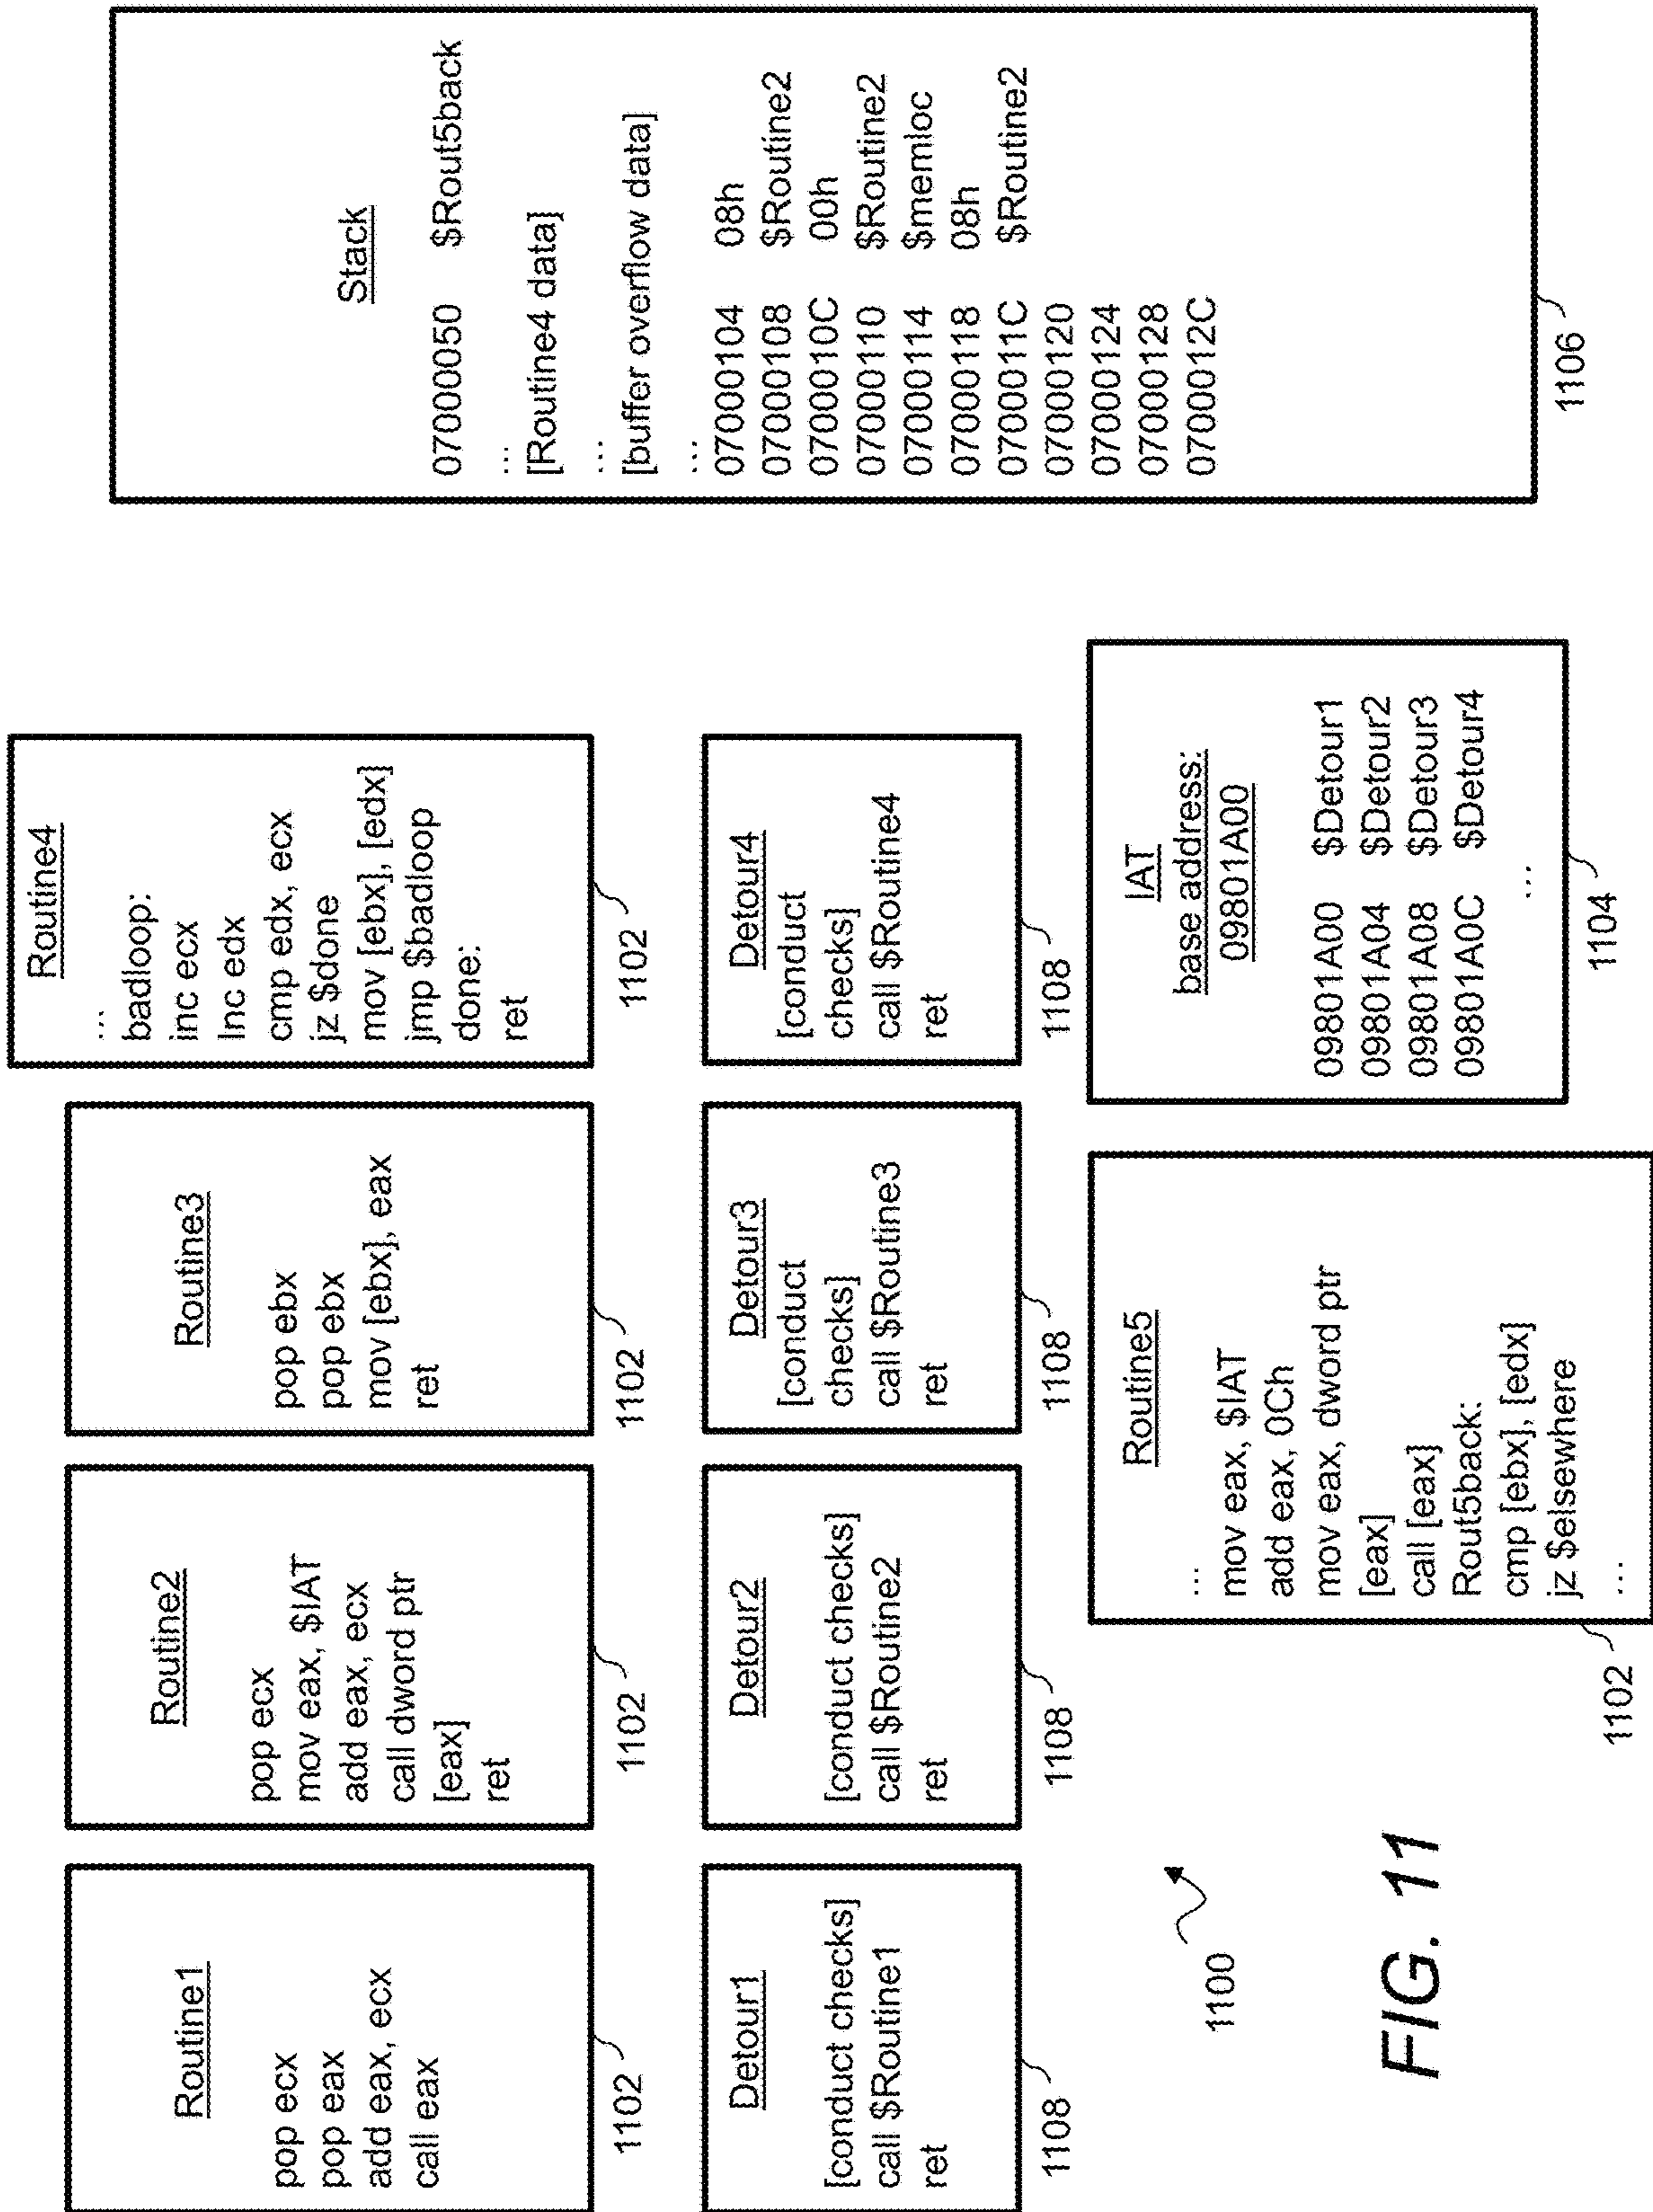 Routine1
pop ecx
pop eax
add eax, ecx
call eax
1102
Routine2
pop ecx
mov eax, $IAT
add eax, ecx
call dword ptr
[eax]
ret
1102
Routine3
pop ebx
pop ebx
mov [ebx], eax
ret
1102
Routine4
...
badloop:
inc ecx
Inc edx
cmp edx, ecx
jz $done
mov [ebx], [edx]
jmp $badloop
done:
ret
1102
Detour1
[conduct checks]
call $Routine1
ret
1108
Detour2
[conduct checks]
call $Routine2
ret
1108
Detour3
[conduct
checks]
call $Routine3
ret
1108
Detour4
[conduct
checks]
call $Routine4
ret
1108
1100
Routine5
...
mov eax, $IAT
add eax, 0Ch
mov eax, dword ptr
[eax]
call [eax]
Rout5back:
cmp [ebx], [edx]
jz $elsewhere
...
1102
IAT
base address:
09801A00
09801A00 $Detour1
09801A04 $Detour2
09801A08 $Detour3
09801A0C $Detour4
...
1104
Stack
07000050 $Rout5back
...
[Routine4 data]
...
[buffer overflow data]
...
07000104 08h
07000108 $Routine2
0700010C 00h
07000110 $Routine2
07000114 $memloc
07000118 08h
0700011C $Routine2
07000120
07000124
07000128
0700012C
1106
FIG. 11